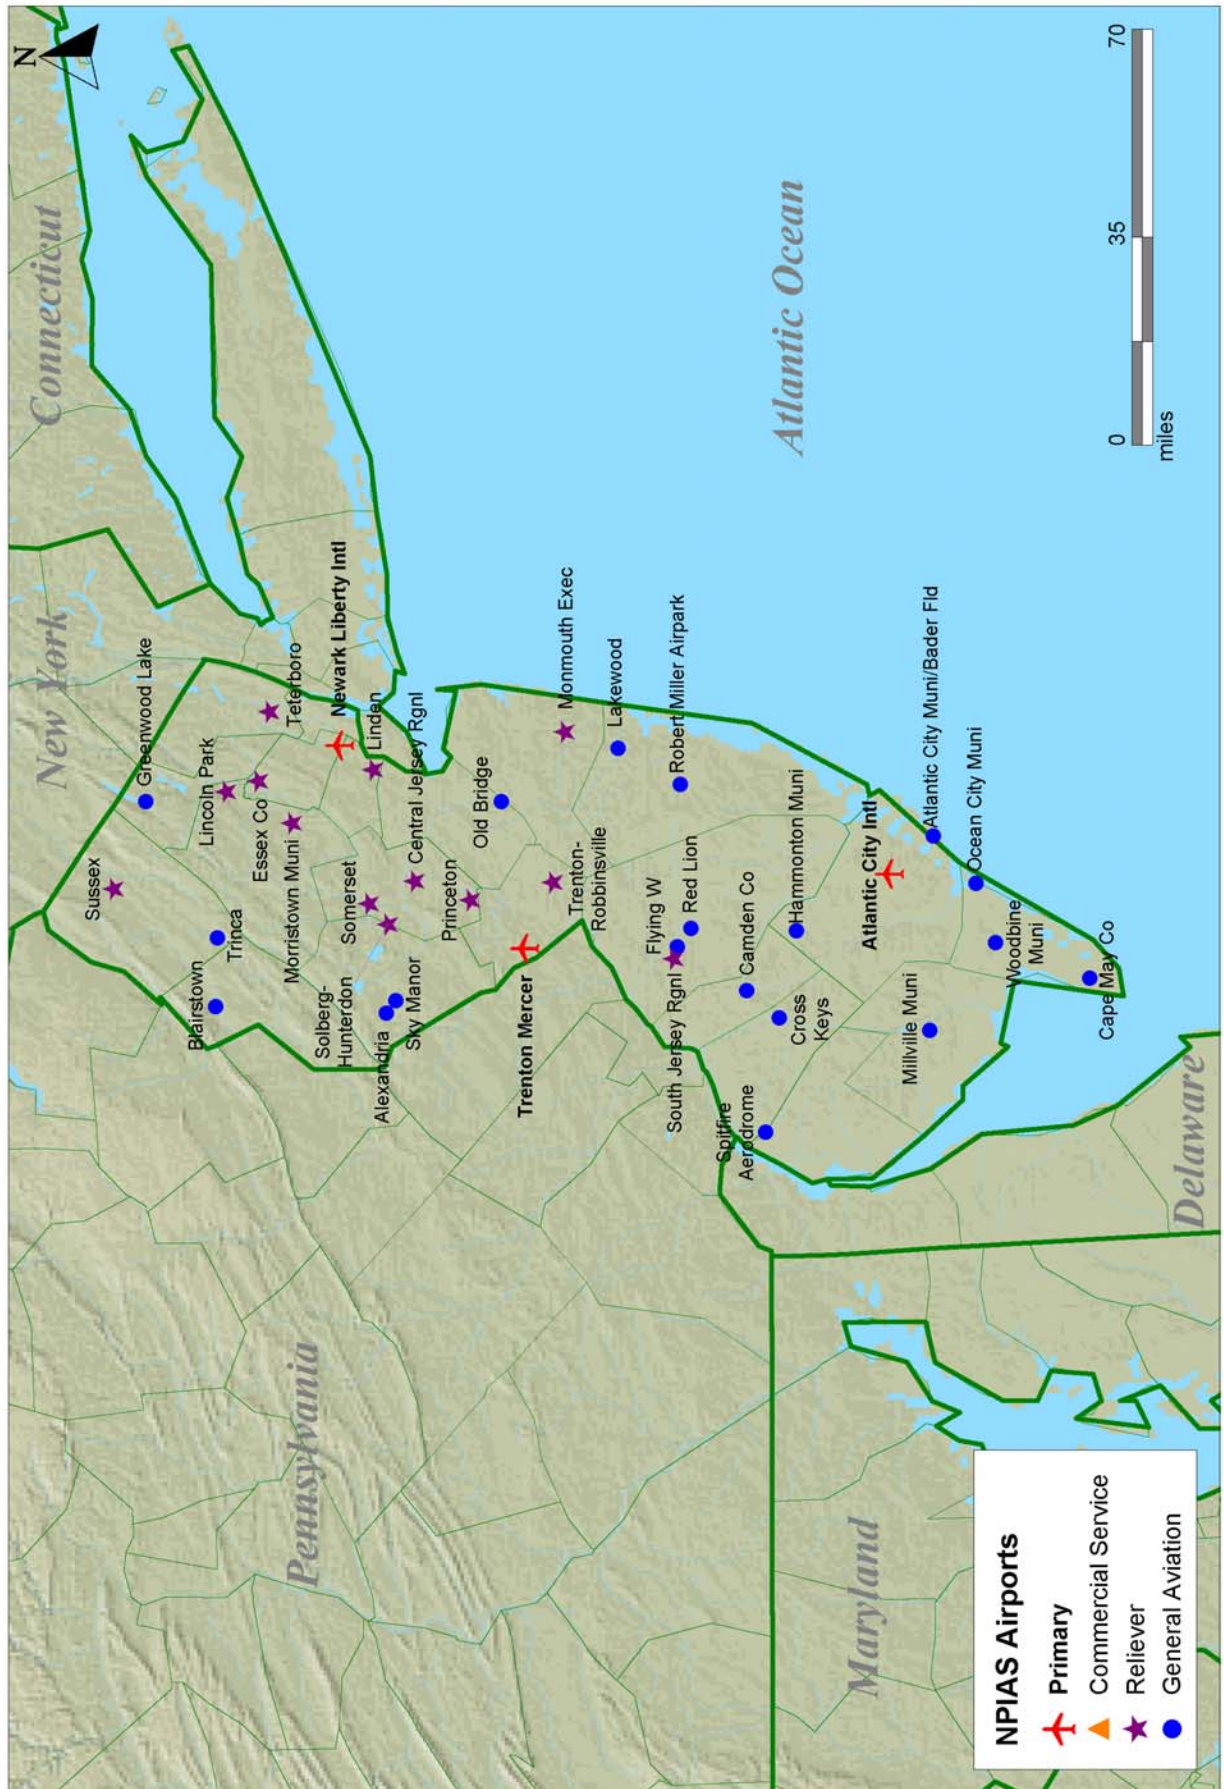 N
Connecticut
New York
Pennsylvania
Maryland
Delaware
Atlantic Ocean
Sussex
Greenwood Lake
Trinca
Blairstown
Lincoln Park
Essex Co
Teterboro
Morristown Muni
Newark Liberty Intl
Linden
Somerset
Solberg-
Hunterdon
Central Jersey Rgnl
Alexandria
Sky Manor
Princeton
Old Bridge
Trenton Mercer
Trenton-
Robbinsville
Monmouth Exec
Lakewood
Robert Miller Airpark
Flying W
Red Lion
South Jersey Rgnl
Camden Co
Cross
Keys
Hammonton Muni
Spitfire
Aerodrome
Atlantic City Intl
Millville Muni
Atlantic City Muni/Bader Fld
Ocean City Muni
Woodbine
Muni
Cape May Co
0
35
70
miles
NPIAS Airports
Primary
Commercial Service
Reliever
General Aviation